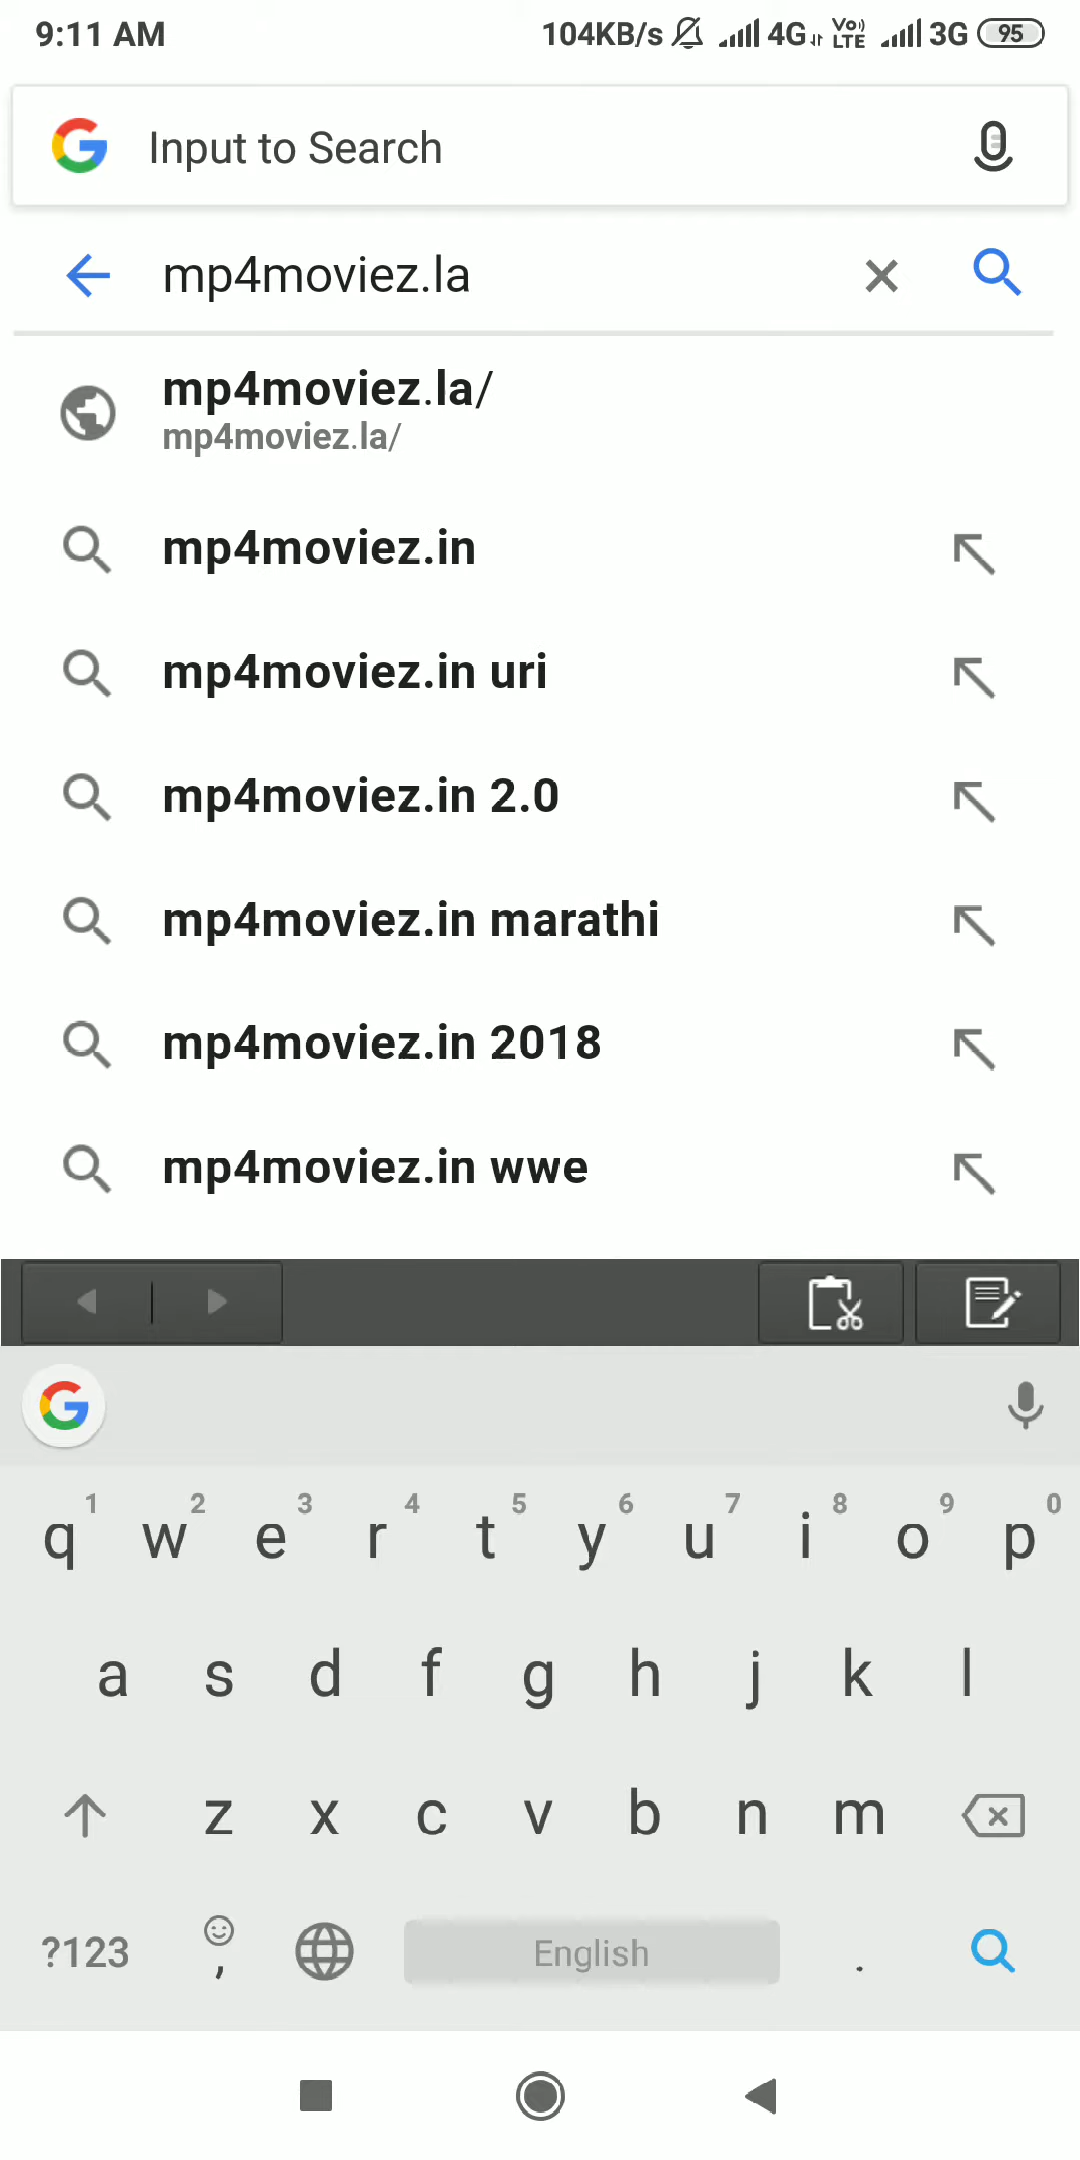 9:11 AM 104KB/s 4G VoLTE 3G 95
Input to Search
mp4moviez.la
mp4moviez.la/
mp4moviez.la/
mp4moviez.in
mp4moviez.in uri
mp4moviez.in 2.0
mp4moviez.in marathi
mp4moviez.in 2018
mp4moviez.in wwe
1 2 3 4 5 6 7 8 9 0
q w e r t y u i o p
a s d f g h j k l
z x c v b n m
?123 , English .